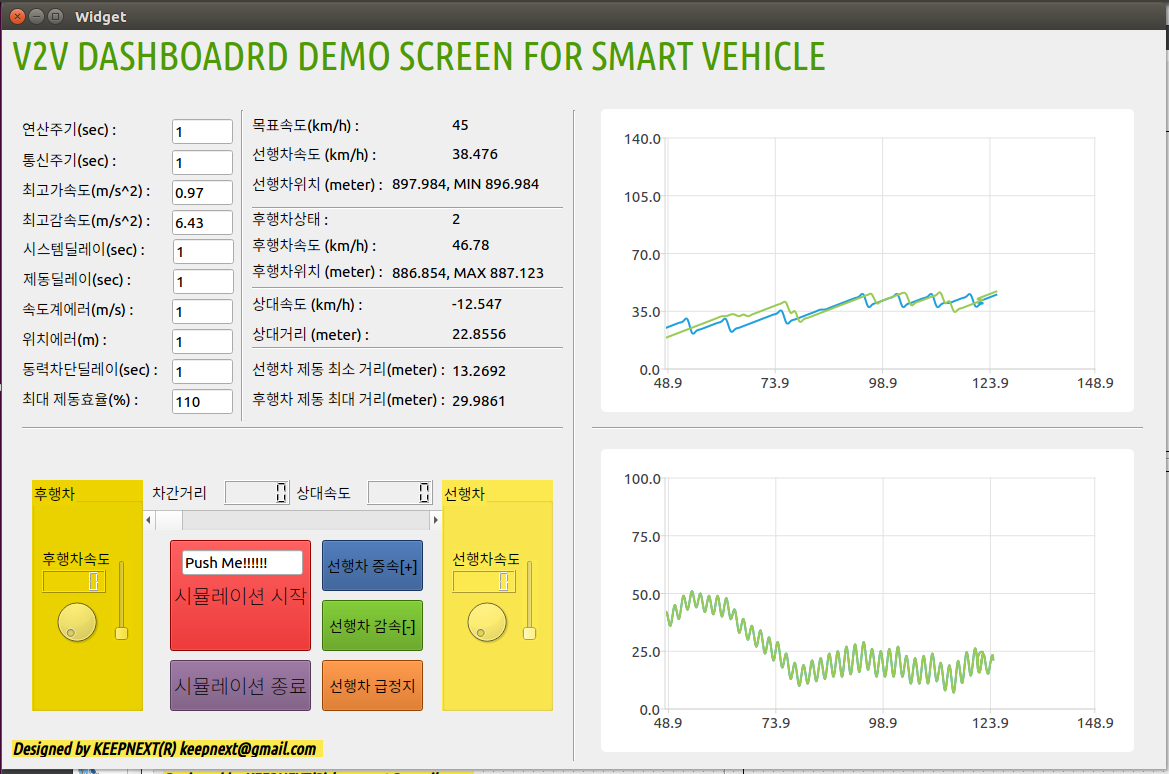 Widget
V2V DASHBOADRD DEMO SCREEN FOR SMART VEHICLE
연산주기(sec) : 1
통신주기(sec) : 1
최고가속도(m/s^2) : 0.97
최고감속도(m/s^2) : 6.43
시스템딜레이(sec) : 1
제동딜레이(sec) : 1
속도계에러(m/s) : 1
위치에러(m) : 1
동력차단딜레이(sec) : 1
최대 제동효율(%) : 110
목표속도(km/h) : 45
선행차속도 (km/h) : 38.476
선행차위치 (meter) : 897.984, MIN 896.984
후행차상태 : 2
후행차속도 (km/h) : 46.78
후행차위치 (meter) : 886.854, MAX 887.123
상대속도 (km/h) : -12.547
상대거리 (meter) : 22.8556
선행차 제동 최소 거리(meter) : 13.2692
후행차 제동 최대 거리(meter) : 29.9861
140.0
105.0
70.0
35.0
0.0
48.9 73.9 98.9 123.9 148.9
100.0
75.0
50.0
25.0
0.0
48.9 73.9 98.9 123.9 148.9
후행차
후행차속도
0
차간거리 0 상대속도 0
Push Me!!!!!!
시뮬레이션 시작
시뮬레이션 종료
선행차 증속[+]
선행차 감속[-]
선행차 급정지
선행차
선행차속도
0
Designed by KEEPNEXT(R) keepnext@gmail.com